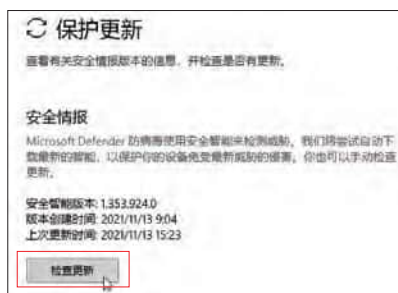 保护更新
查看有关安全情报版本的信息，并检查是否有更新。
安全情报
Microsoft Defender 防病毒使用安全智能来检测威胁。我们将尝试自动下
载最新的智能，以保护你的设备免受最新威胁的侵害。你也可以手动检查
更新。
安全智能版本: 1.353.924.0
版本创建时间: 2021/11/13 9:04
上次更新时间: 2021/11/13 15:23
检查更新